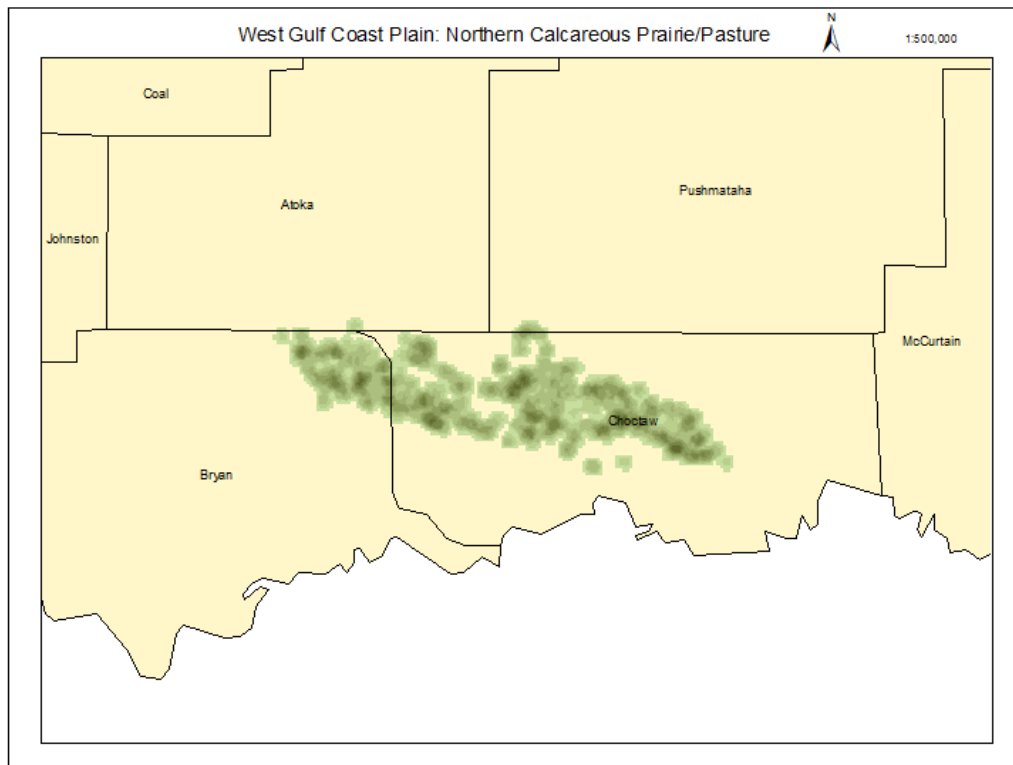 West Gulf Coast Plain: Northern Calcareous Prairie/Pasture
N
1:500,000
Coal
Atoka
Pushmataha
Johnston
McCurtain
Choctaw
Bryan